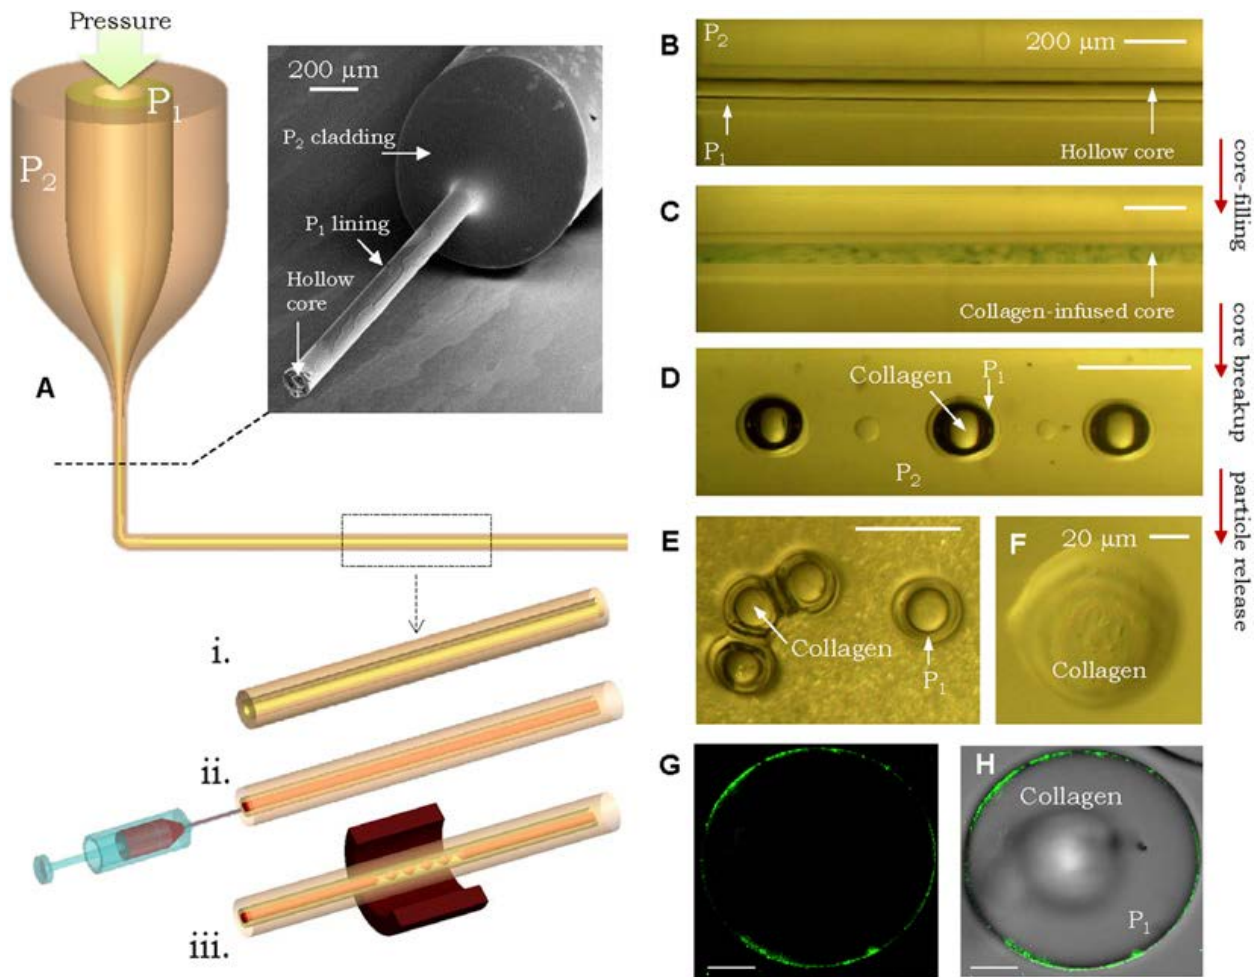 Pressure
P₁
P₂
A
200 μm
P₂ cladding
P₁ lining
Hollow
core
i.
ii.
iii.
B
P₂
200 μm
P₁
Hollow core
core-filling
C
Collagen-infused core
core breakup
D
Collagen
P₁
P₂
particle release
E
Collagen
P₁
F
20 μm
Collagen
G
H
Collagen
P₁